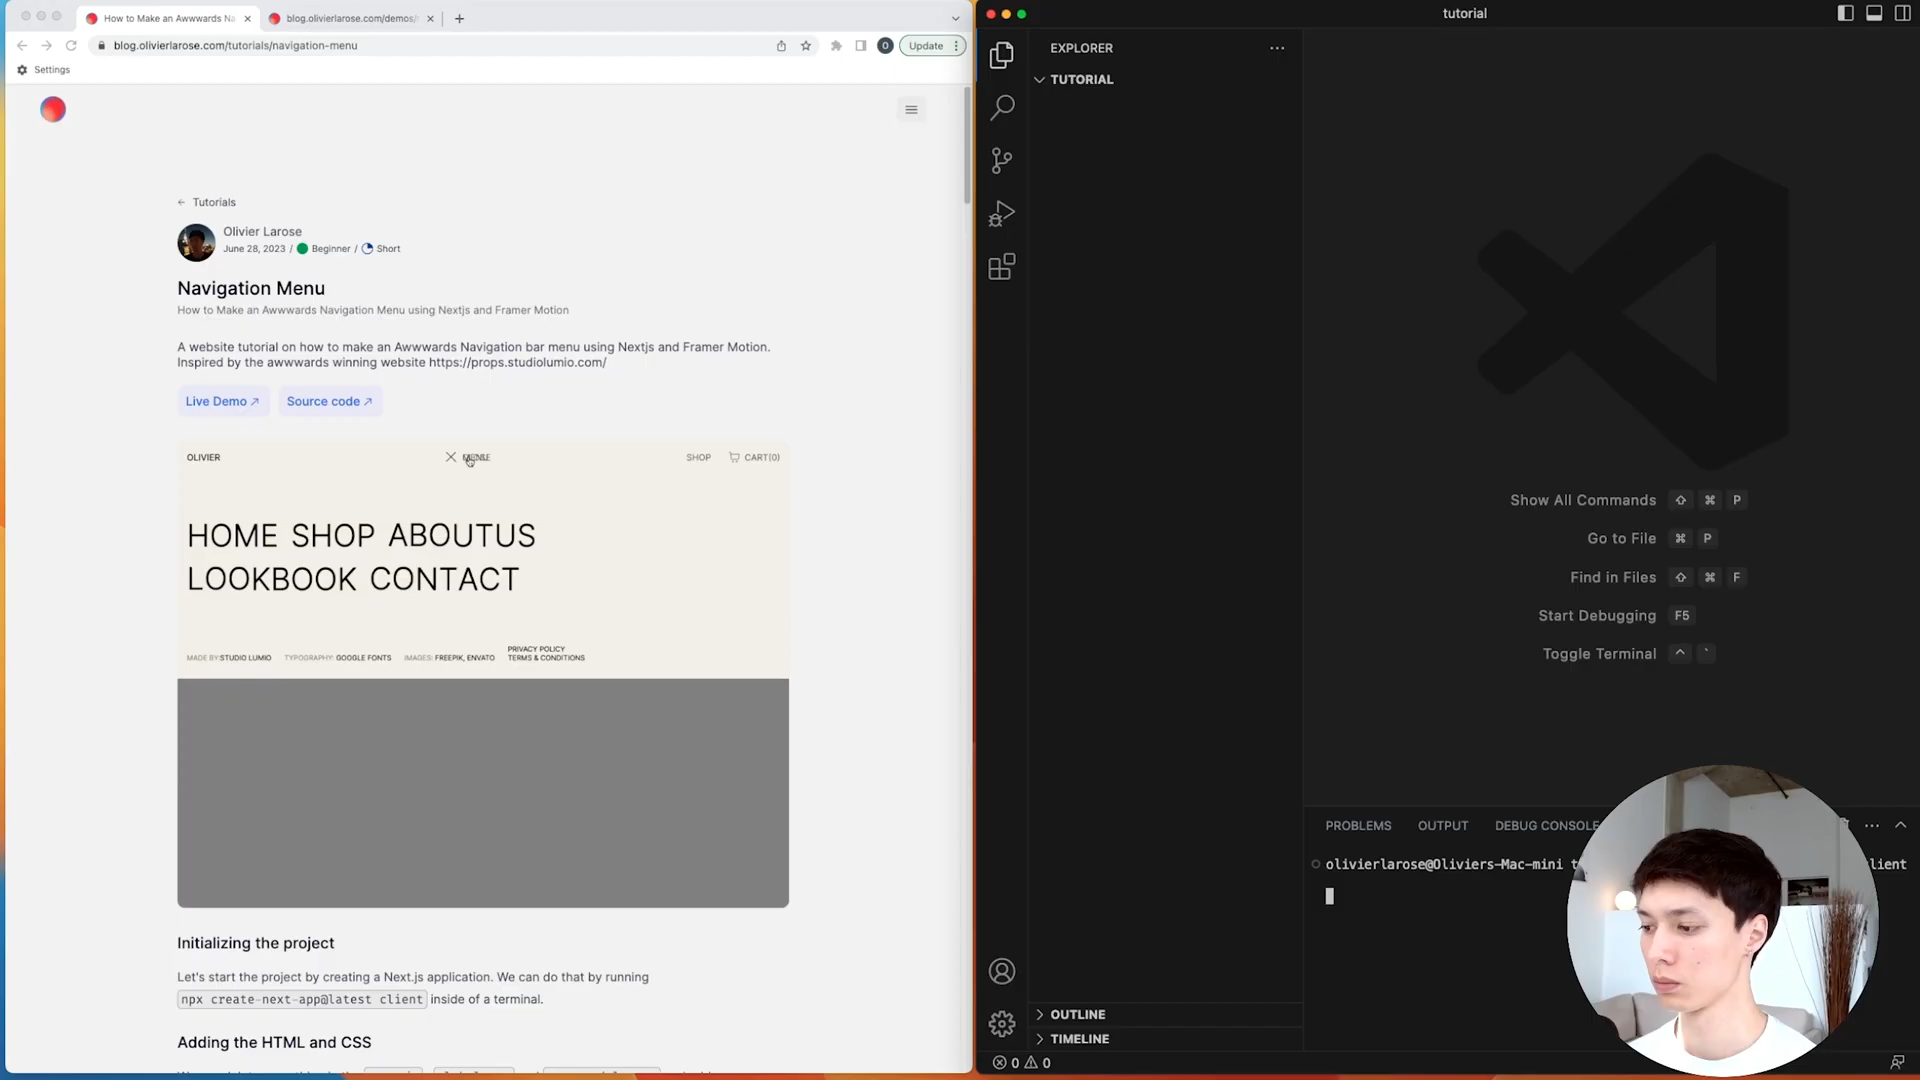 How to Make an Awwwards Na
blog.olivierlarose.com/demos/
blog.olivierlarose.com/tutorials/navigation-menu
O
Update
Settings
← Tutorials
Olivier Larose
June 28, 2023 / Beginner / Short
Navigation Menu
How to Make an Awwwards Navigation Menu using Nextjs and Framer Motion
A website tutorial on how to make an Awwwards Navigation bar menu using Nextjs and Framer Motion.
Inspired by the awwwards winning website https://props.studiolumio.com/
Live Demo ↗
Source code ↗
OLIVIER
SHOP
CART(0)
HOME SHOP ABOUTUS
LOOKBOOK CONTACT
MADE BY:STUDIO LUMIO
TYPOGRAPHY: GOOGLE FONTS
IMAGES: FREEPIK, ENVATO
PRIVACY POLICY
TERMS & CONDITIONS
Initializing the project
Let's start the project by creating a Next.js application. We can do that by running
npx create-next-app@latest client inside of a terminal.
Adding the HTML and CSS
tutorial
EXPLORER
TUTORIAL
Show All Commands ⇧ ⌘ P
Go to File ⌘ P
Find in Files ⇧ ⌘ F
Start Debugging F5
Toggle Terminal ^ `
PROBLEMS
OUTPUT
DEBUG CONSOLE
olivierlarose@Oliviers-Mac-mini
OUTLINE
TIMELINE
0
0